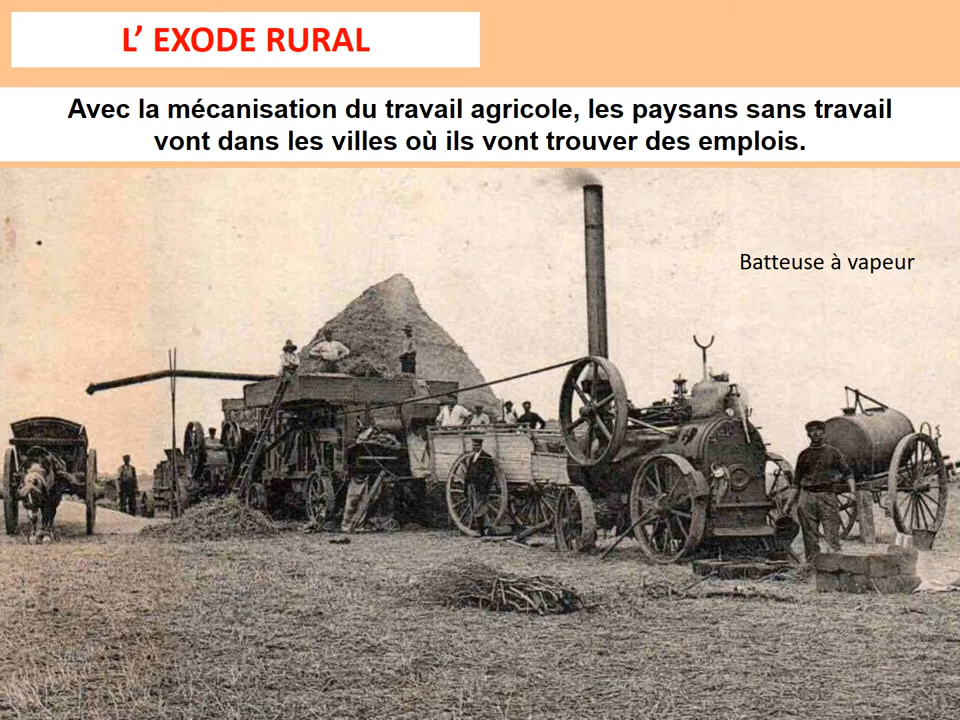 L’ EXODE RURAL
Avec la mécanisation du travail agricole, les paysans sans travail
vont dans les villes où ils vont trouver des emplois.
Batteuse à vapeur